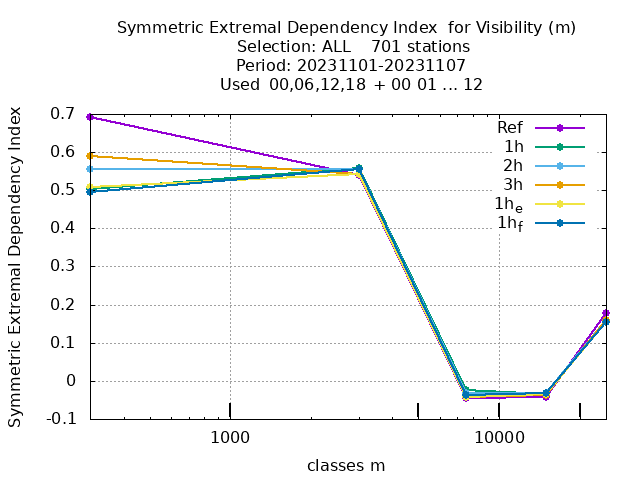 Symmetric Extremal Dependency Index  for Visibility (m)
Selection: ALL    701 stations
Period: 20231101-20231107
Used  00,06,12,18  + 00 01 ... 12
Symmetric Extremal Dependency Index
0.7
0.6
0.5
0.4
0.3
0.2
0.1
0
-0.1
Ref
1h
2h
3h
1h_e
1h_f
1000
10000
classes m